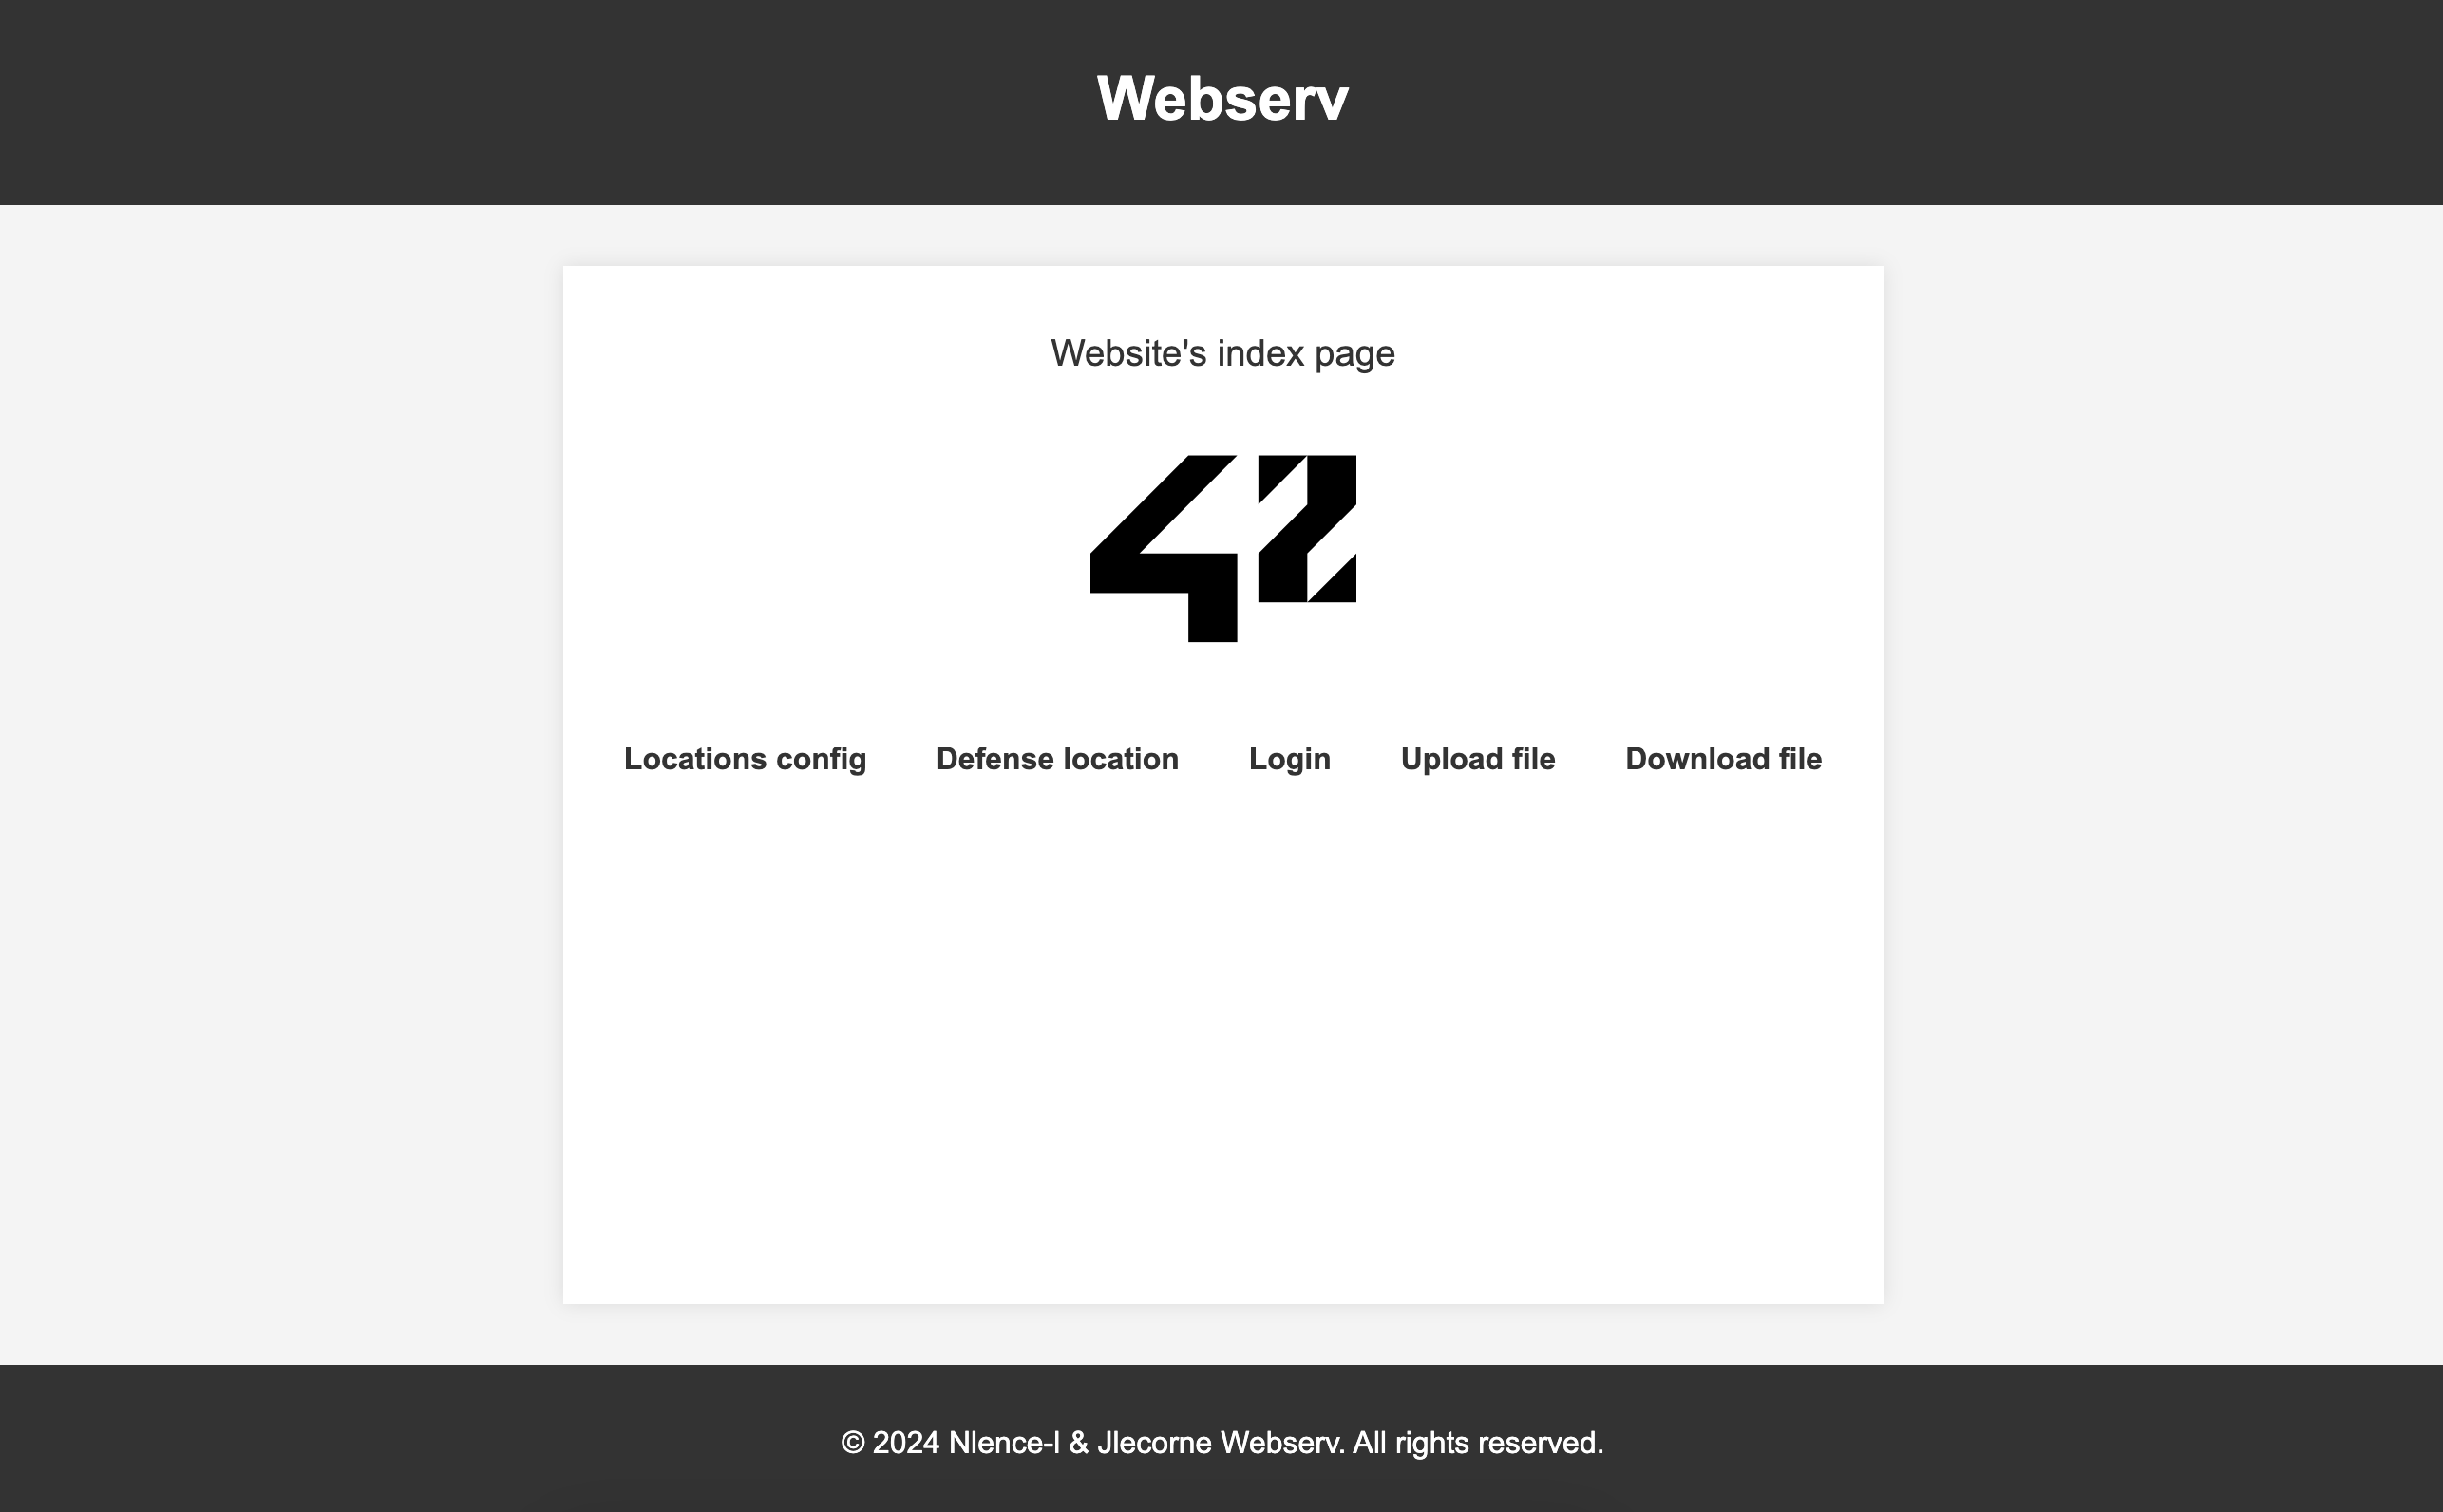 Webserv
Website's index page
42
Locations config Defense location Login Upload file Download file
© 2024 Nlence-l & Jlecorne Webserv. All rights reserved.